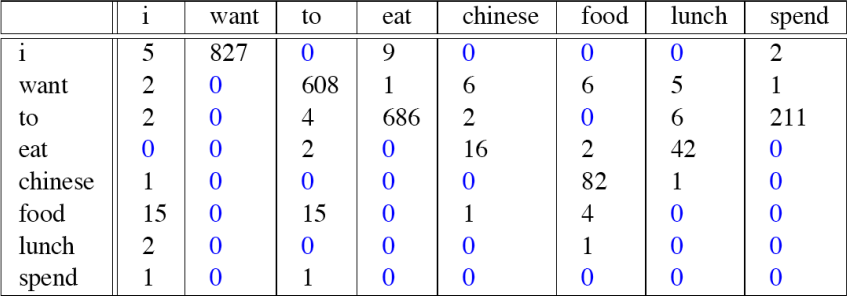 i want to eat chinese food lunch spend
i 5 827 0 9 0 0 0 2
want 2 0 608 1 6 6 5 1
to 2 0 4 686 2 0 6 211
eat 0 0 2 0 16 2 42 0
chinese 1 0 0 0 0 82 1 0
food 15 0 15 0 1 4 0 0
lunch 2 0 0 0 0 1 0 0
spend 1 0 1 0 0 0 0 0